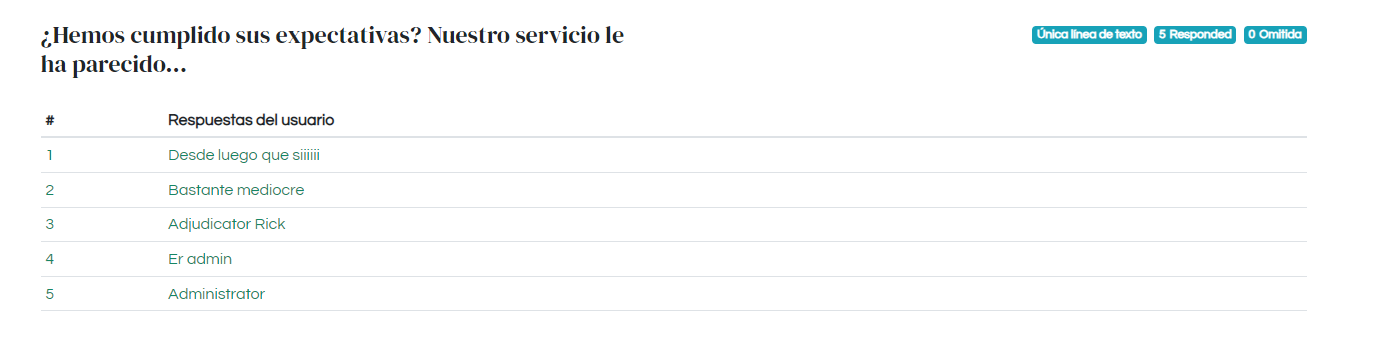 ¿Hemos cumplido sus expectativas? Nuestro servicio le
ha parecido...
Única línea de texto 5 Responded 0 Omitida
# Respuestas del usuario
1 Desde luego que siiiiii
2 Bastante mediocre
3 Adjudicator Rick
4 Er admin
5 Administrator